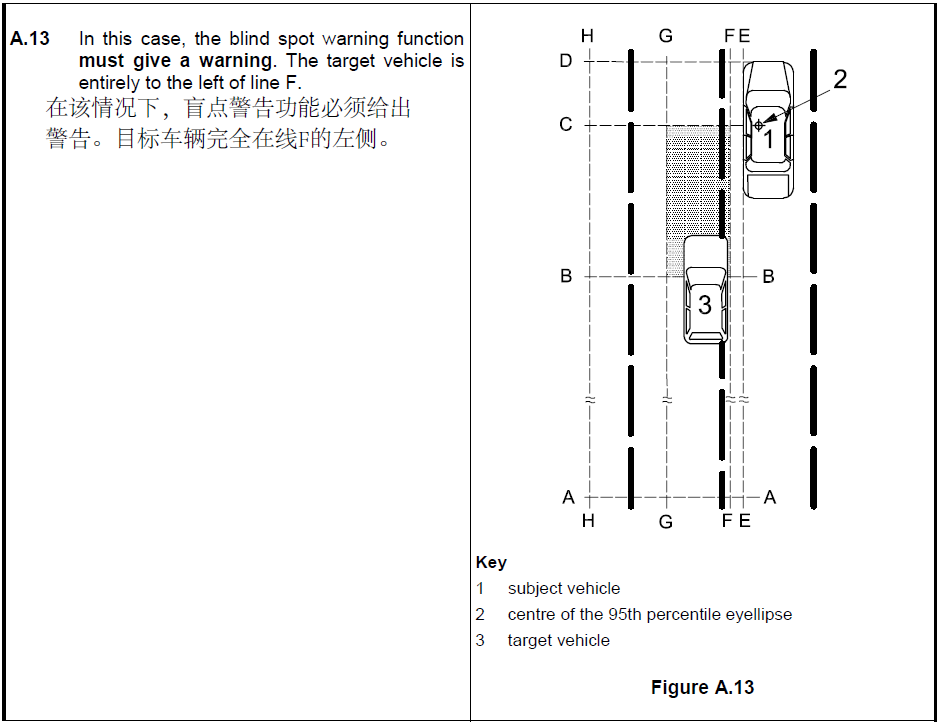 A.13 In this case, the blind spot warning function
must give a warning. The target vehicle is
entirely to the left of line F.
在该情况下，盲点警告功能必须给出
警告。目标车辆完全在线F的左侧。
H G F E
D
2
C
1
B B
3
A A
H G F E
Key
1 subject vehicle
2 centre of the 95th percentile eyellipse
3 target vehicle
Figure A.13